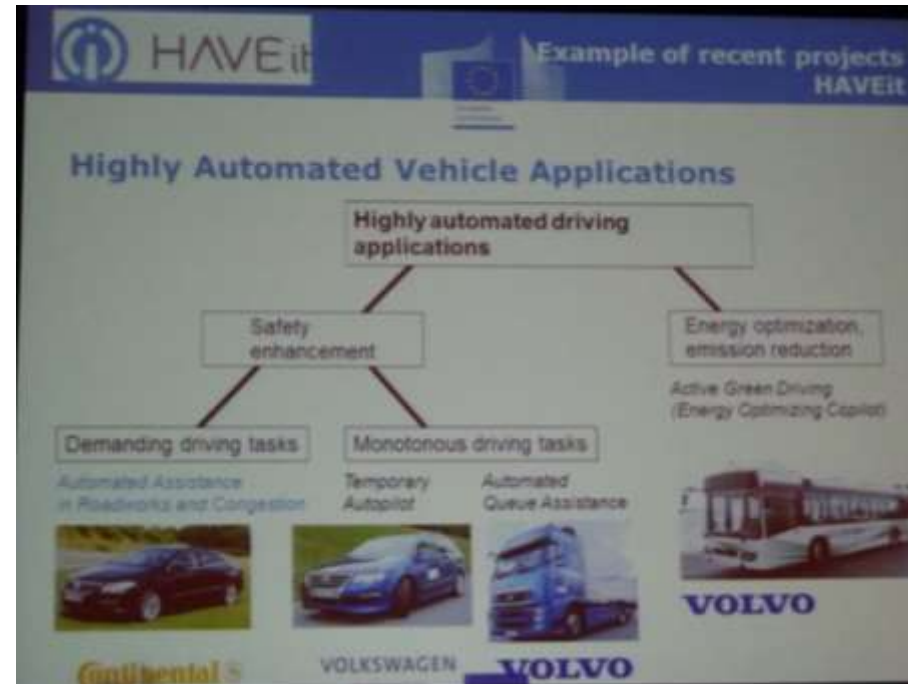 HAVEit
Example of recent projects
HAVEit
Highly Automated Vehicle Applications
Highly automated driving
applications
Safety
enhancement
Energy optimization,
emission reduction
Active Green Driving
(Energy Optimizing Copilot)
Demanding driving tasks
Monotonous driving tasks
Automated Assistance
in Roadworks and Congestion
Temporary
Autopilot
Automated
Queue Assistance
VOLVO
Continental
VOLKSWAGEN
VOLVO